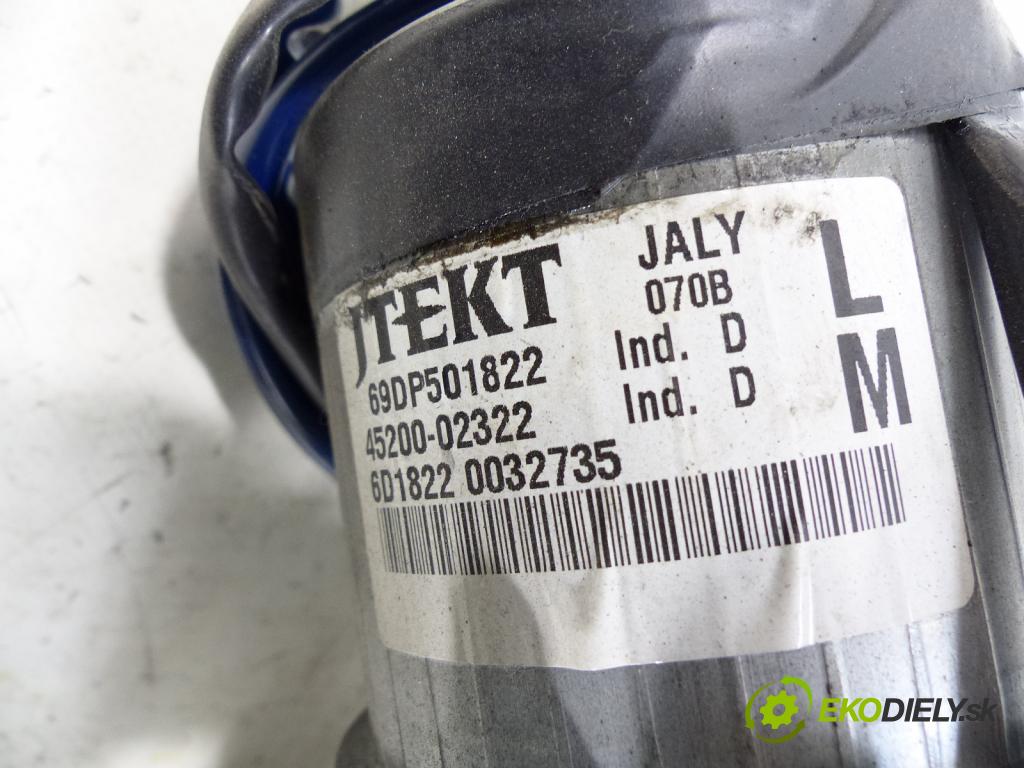 JTEKT
JALY
070B
L
M
69DP501822 Ind. D
45200-02322 Ind. D
6D1822 0032735
EKODIELY.sk